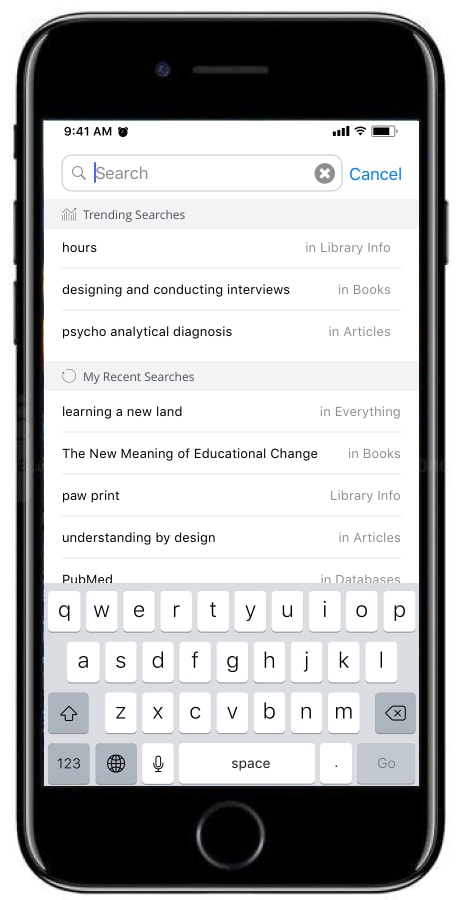 9:41 AM
Search Cancel
Trending Searches
hours in Library Info
designing and conducting interviews in Books
psycho analytical diagnosis in Articles
My Recent Searches
learning a new land in Everything
The New Meaning of Educational Change in Books
paw print Library Info
understanding by design in Articles
PubMed in Databases
q w e r t y u i o p
a s d f g h j k l
z x c v b n m
123 space . Go